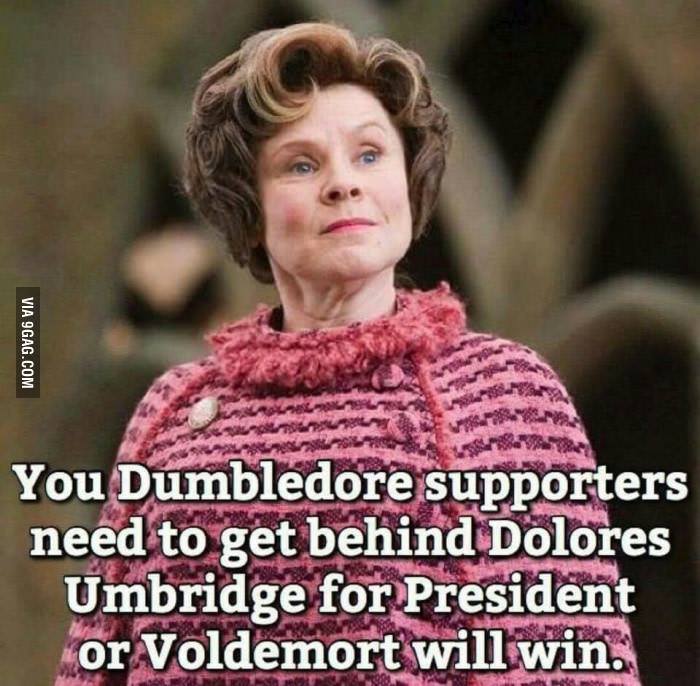 VIA 9GAG.COM
You Dumbledore supporters
need to get behind Dolores
Umbridge for President
or Voldemort will win.